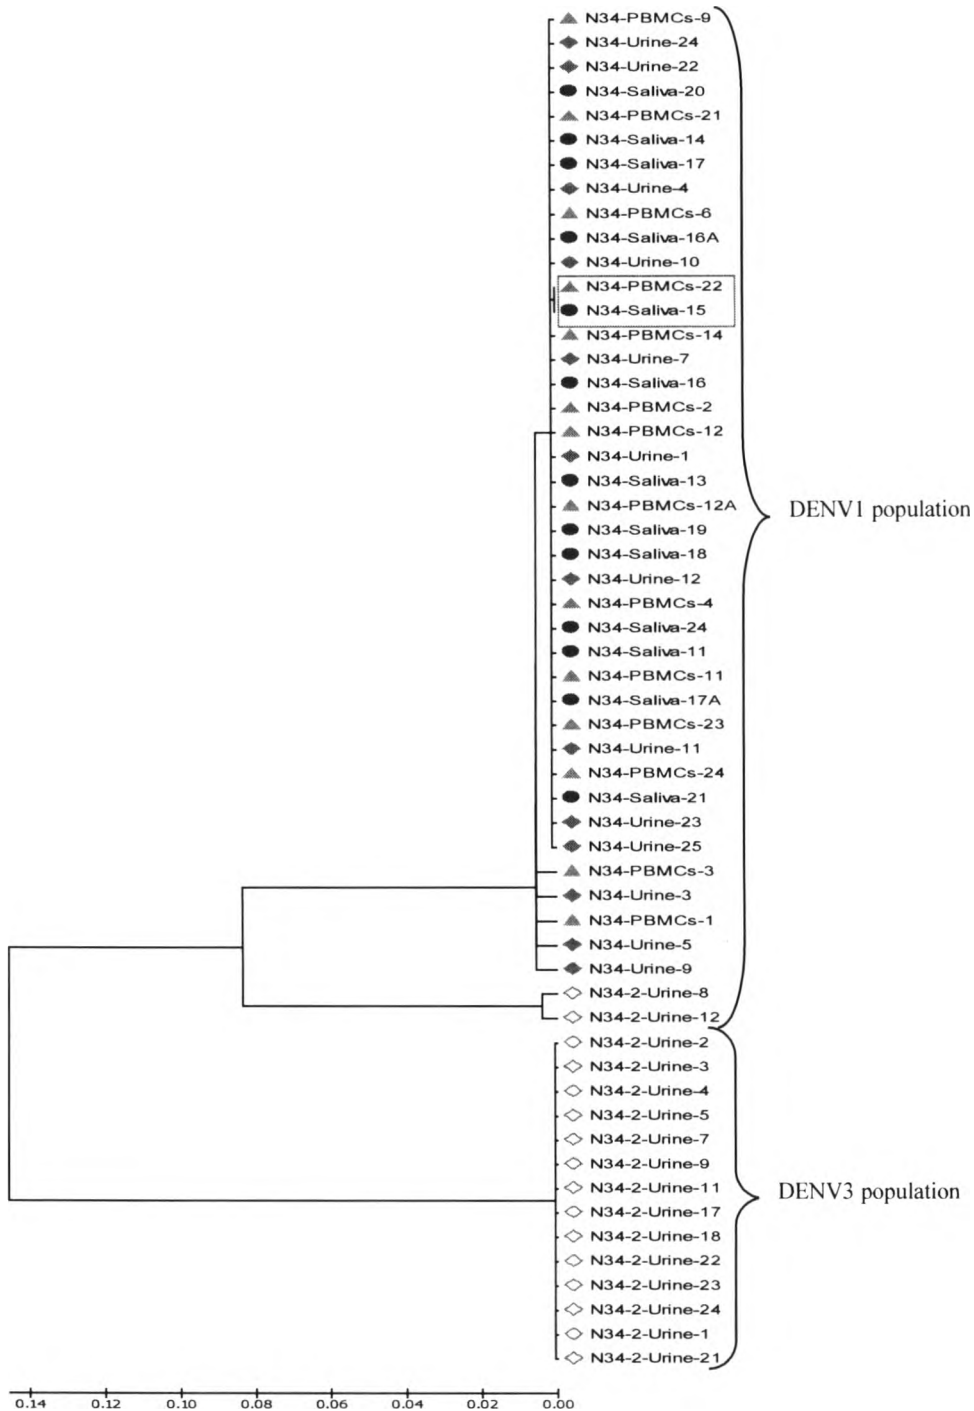 N34-PBMCs-9
N34-Urine-24
N34-Urine-22
N34-Saliva-20
N34-PBMCs-21
N34-Saliva-14
N34-Saliva-17
N34-Urine-4
N34-PBMCs-6
N34-Saliva-16A
N34-Urine-10
N34-PBMCs-22
N34-Saliva-15
N34-PBMCs-14
N34-Urine-7
N34-Saliva-16
N34-PBMCs-2
N34-PBMCs-12
N34-Urine-1
N34-Saliva-13
N34-PBMCs-12A
DENV1 population
N34-Saliva-19
N34-Saliva-18
N34-Urine-12
N34-PBMCs-4
N34-Saliva-24
N34-Saliva-11
N34-PBMCs-11
N34-Saliva-17A
N34-PBMCs-23
N34-Urine-11
N34-PBMCs-24
N34-Saliva-21
N34-Urine-23
N34-Urine-25
N34-PBMCs-3
N34-Urine-3
N34-PBMCs-1
N34-Urine-5
N34-Urine-9
N34-2-Urine-8
N34-2-Urine-12
N34-2-Urine-2
N34-2-Urine-3
N34-2-Urine-4
N34-2-Urine-5
N34-2-Urine-7
N34-2-Urine-9
N34-2-Urine-11
DENV3 population
N34-2-Urine-17
N34-2-Urine-18
N34-2-Urine-22
N34-2-Urine-23
N34-2-Urine-24
N34-2-Urine-1
N34-2-Urine-21
0.14 0.12 0.10 0.08 0.06 0.04 0.02 0.00